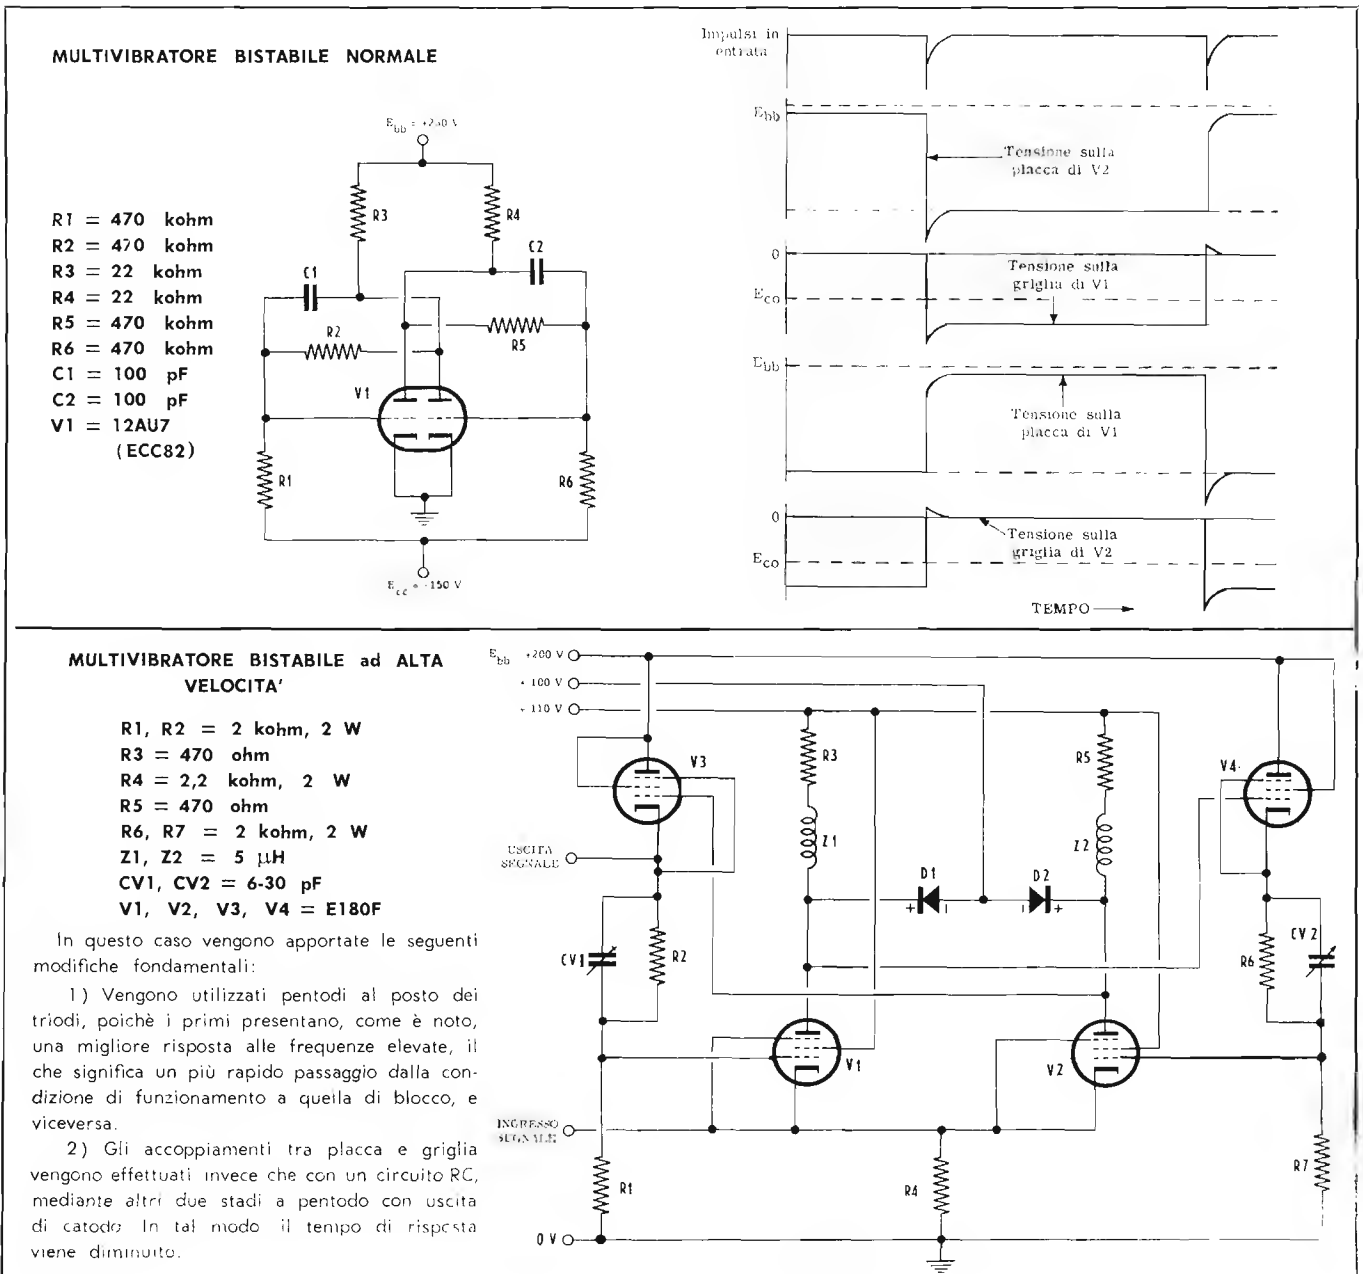 MULTIVIBRATORE BISTABILE NORMALE
R1 = 470 kohm
R2 = 470 kohm
R3 = 22 kohm
R4 = 22 kohm
R5 = 470 kohm
R6 = 470 kohm
C1 = 100 pF
C2 = 100 pF
V1 = 12AU7
(ECC82)
Ebb = +250 V
R3
R4
C1
C2
R2
R5
V1
R1
R6
Ecc = -150 V
Impulsi in
entrata
Ebb
Tensione sulla
placca di V2
0
Tensione sulla
griglia di V1
Eco
Ebb
Tensione sulla
placca di V1
0
Tensione sulla
griglia di V2
Eco
TEMPO
MULTIVIBRATORE BISTABILE ad ALTA
VELOCITA'
R1, R2 = 2 kohm, 2 W
R3 = 470 ohm
R4 = 2,2 kohm, 2 W
R5 = 470 ohm
R6, R7 = 2 kohm, 2 W
Z1, Z2 = 5 μH
CV1, CV2 = 6-30 pF
V1, V2, V3, V4 = E180F
In questo caso vengono apportate le seguenti
modifiche fondamentali:
1) Vengono utilizzati pentodi al posto dei
triodi, poichè i primi presentano, come è noto,
una migliore risposta alle frequenze elevate, il
che significa un più rapido passaggio dalla con-
dizione di funzionamento a quella di blocco, e
viceversa.
2) Gli accoppiamenti tra placca e griglia
vengono effettuati invece che con un circuito RC,
mediante altri due stadi a pentodo con uscita
di catodo. In tal modo il tempo di risposta
viene diminuito.
Ebb +200 V
+ 100 V
+ 110 V
V3
R3
R5
V4
Z1
Z2
USCITA
SEGNALE
D1
D2
+ -
- +
CV1
R2
R6
CV2
V1
V2
INGRESSO
SEGNALE
R1
R4
R7
0 V